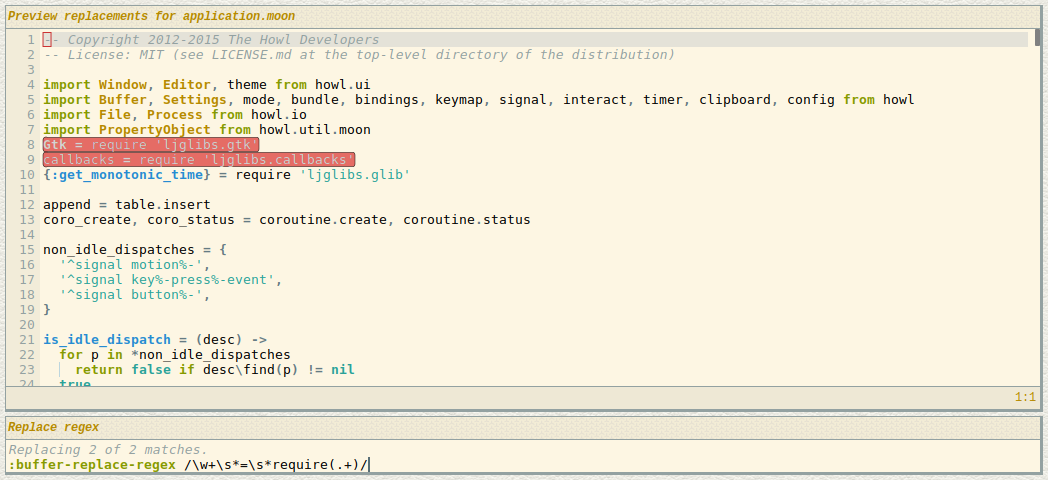 Preview replacements for application.moon
1 -- Copyright 2012-2015 The Howl Developers
2 -- License: MIT (see LICENSE.md at the top-level directory of the distribution)
3
4 import Window, Editor, theme from howl.ui
5 import Buffer, Settings, mode, bundle, bindings, keymap, signal, interact, timer, clipboard, config from howl
6 import File, Process from howl.io
7 import PropertyObject from howl.util.moon
8 Gtk = require 'ljglibs.gtk'
9 callbacks = require 'ljglibs.callbacks'
10 {:get_monotonic_time} = require 'ljglibs.glib'
11
12 append = table.insert
13 coro_create, coro_status = coroutine.create, coroutine.status
14
15 non_idle_dispatches = {
16   '^signal motion%-',
17   '^signal key%-press%-event',
18   '^signal button%-',
19 }
20
21 is_idle_dispatch = (desc) ->
22   for p in *non_idle_dispatches
23     return false if desc\find(p) != nil
24   true
1:1
Replace regex
Replacing 2 of 2 matches.
:buffer-replace-regex /\w+\s*=\s*require(.+)/